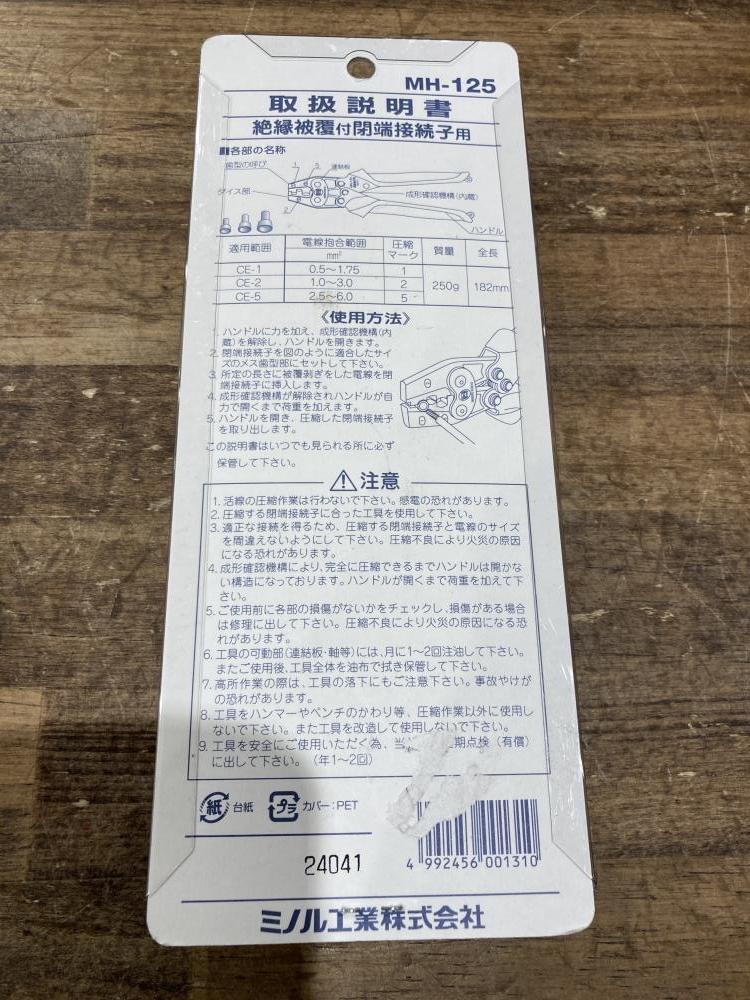 MH-125
取扱説明書
絶縁被覆付閉端接続子用
■各部の名称
歯型の呼び
1 5 連結板
ダイス部
成形確認機構(内蔵)
2
ハンドル
適用範囲 電線抱合範囲 mm² 圧縮マーク 質量 全長
CE-1 0.5〜1.75 1
CE-2 1.0〜3.0 2 250g 182mm
CE-5 2.5〜6.0 5
《使用方法》
1. ハンドルに力を加え、成形確認機構(内
蔵)を解除し、ハンドルを開きます。
2. 閉端接続子を図のように適合したサイ
ズのメス歯型部にセットして下さい。
3. 所定の長さに被覆剥ぎをした電線を閉
端接続子に挿入します。
4. 成形確認機構が解除されハンドルが自
力で開くまで荷重を加えます。
5. ハンドルを開き、圧縮した閉端接続子
を取り出します。
この説明書はいつでも見られる所に必ず
保管して下さい。
注意
1. 活線の圧縮作業は行わないで下さい。感電の恐れがあります。
2. 圧縮する閉端接続子に合った工具を使用して下さい。
3. 適正な接続を得るため、圧縮する閉端接続子と電線のサイズ
を間違えないようにして下さい。圧縮不良により火災の原因
になる恐れがあります。
4. 成形確認機構により、完全に圧縮できるまでハンドルは開かな
い構造になっております。ハンドルが開くまで荷重を加えて下
さい。
5. ご使用前に各部の損傷がないかをチェックし、損傷がある場合
は修理に出して下さい。圧縮不良により火災の原因になる恐
れがあります。
6. 工具の可動部(連結板・軸等)には、月に1〜2回注油して下さい。
またご使用後、工具全体を油布で拭き保管して下さい。
7. 高所作業の際は、工具の落下にもご注意下さい。事故やけが
の恐れがあります。
8. 工具をハンマーやペンチのかわり等、圧縮作業以外に使用し
ないで下さい。また工具を改造して使用しないで下さい。
9. 工具を安全にご使用いただく為、当 期点検(有償)
に出して下さい。(年1〜2回)
紙 台紙 プラ カバー:PET
24041
4 992456 001310
ミノル工業株式会社